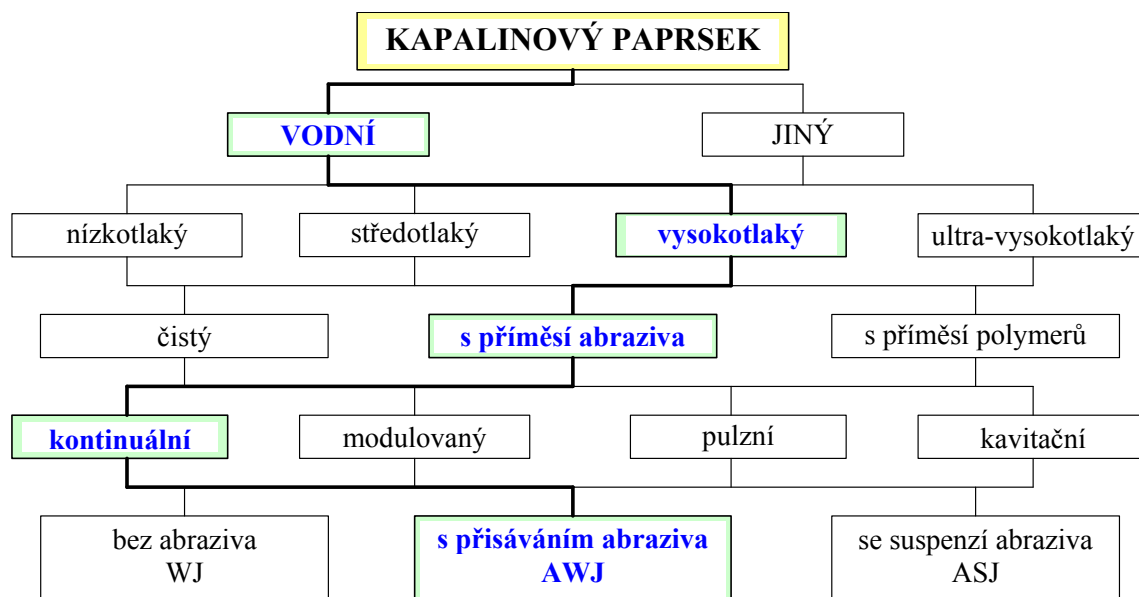 KAPALINOVÝ PAPRSEK
VODNÍ
JINÝ
nízkotlaký
středotlaký
vysokotlaký
ultra-vysokotlaký
čistý
s příměsí abraziva
s příměsí polymerů
kontinuální
modulovaný
pulzní
kavitační
bez abraziva
WJ
s přisáváním abraziva
AWJ
se suspenzí abraziva
ASJ